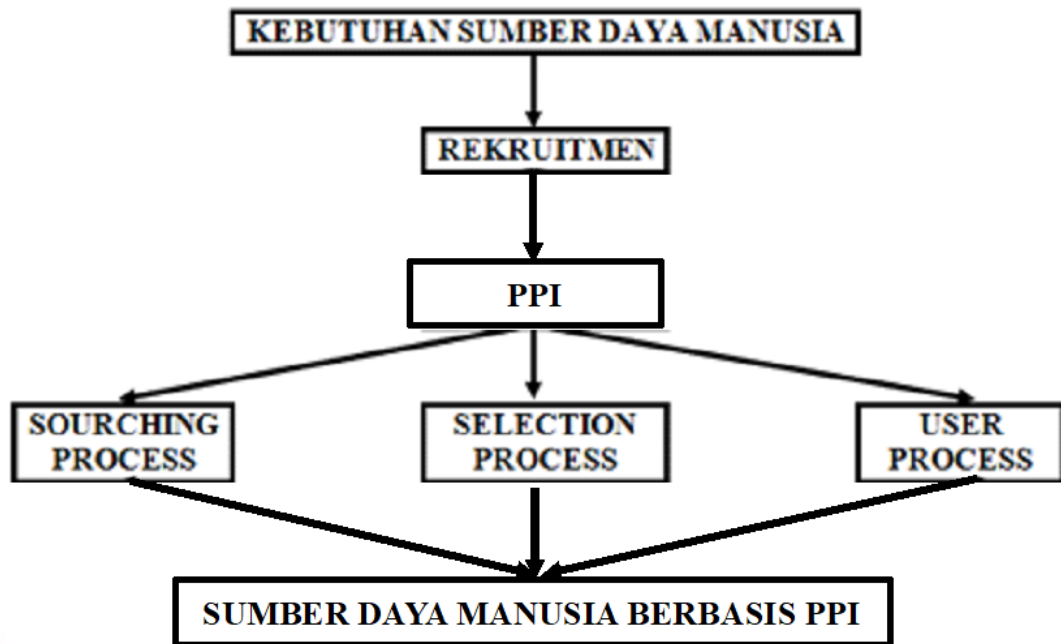 KEBUTUHAN SUMBER DAYA MANUSIA
REKRUITMEN
PPI
SOURCHING
PROCESS
SELECTION
PROCESS
USER
PROCESS
SUMBER DAYA MANUSIA BERBASIS PPI